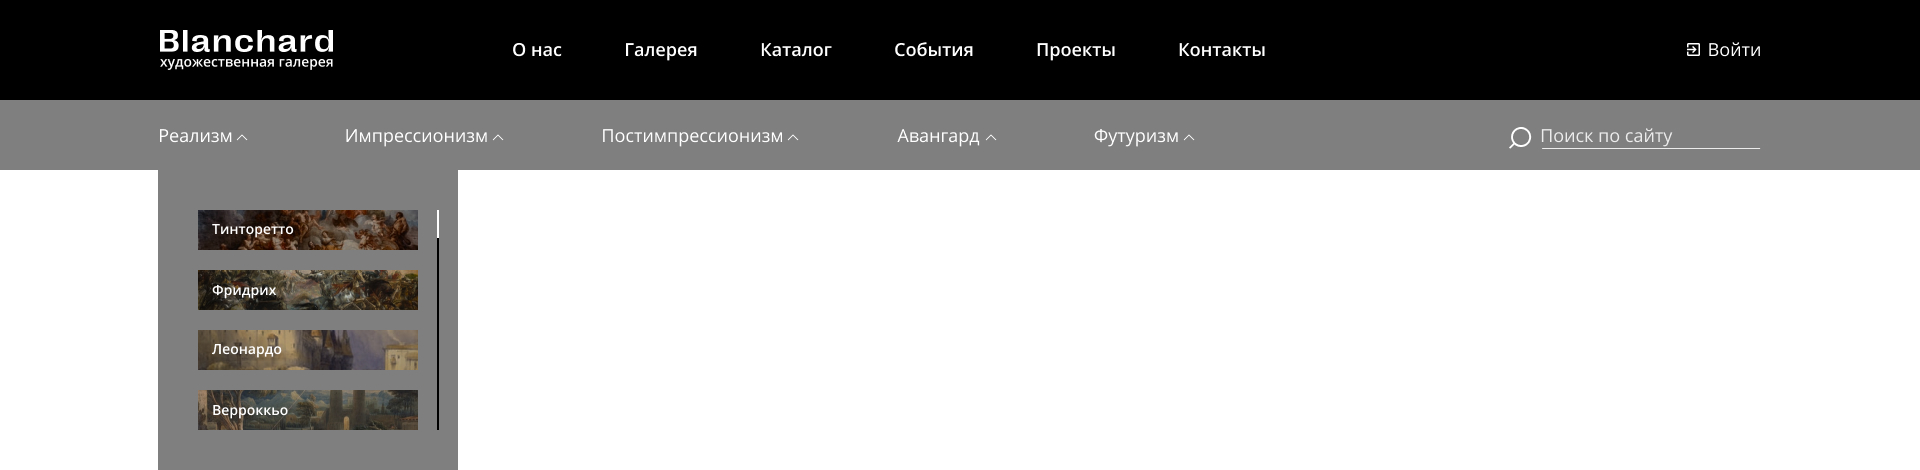 Blanchard
художественная галерея
О нас Галерея Каталог События Проекты Контакты
Войти
Реализм Импрессионизм Постимпрессионизм Авангард Футуризм
Поиск по сайту
Тинторетто
Фридрих
Леонардо
Верроккьо